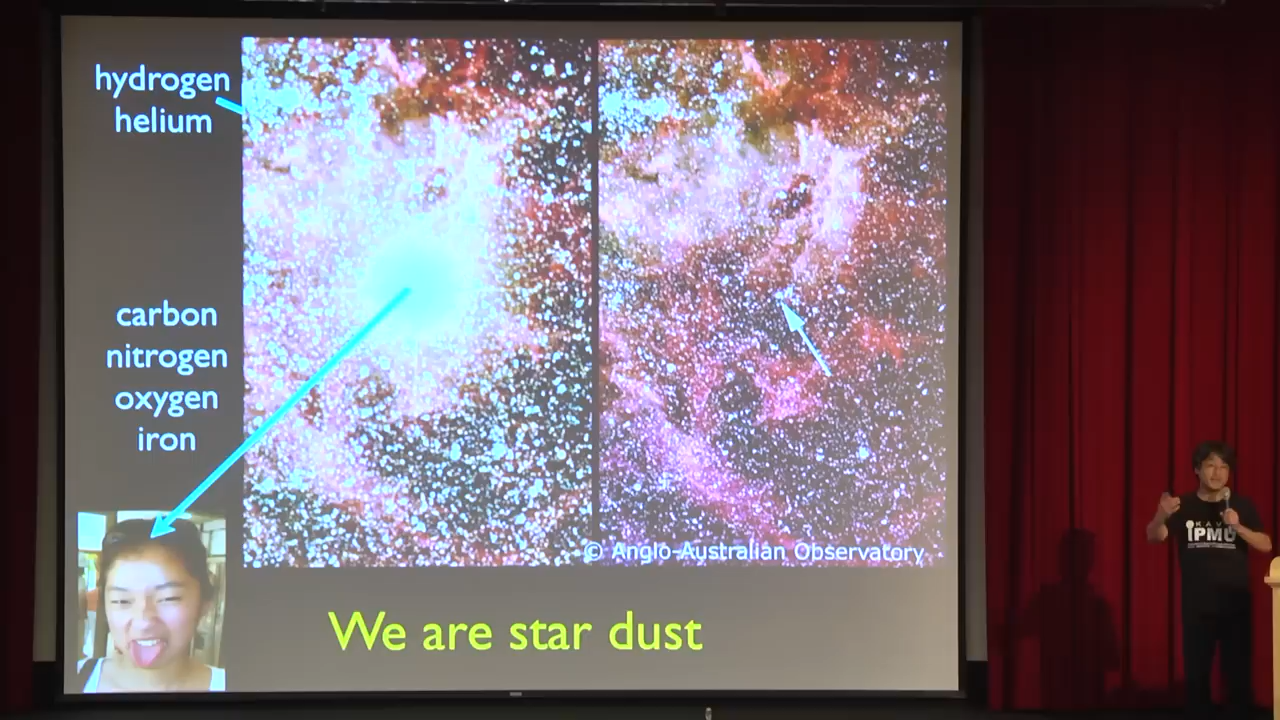 hydrogen
helium
carbon
nitrogen
oxygen
iron
© Anglo-Australian Observatory
We are star dust
IPMU